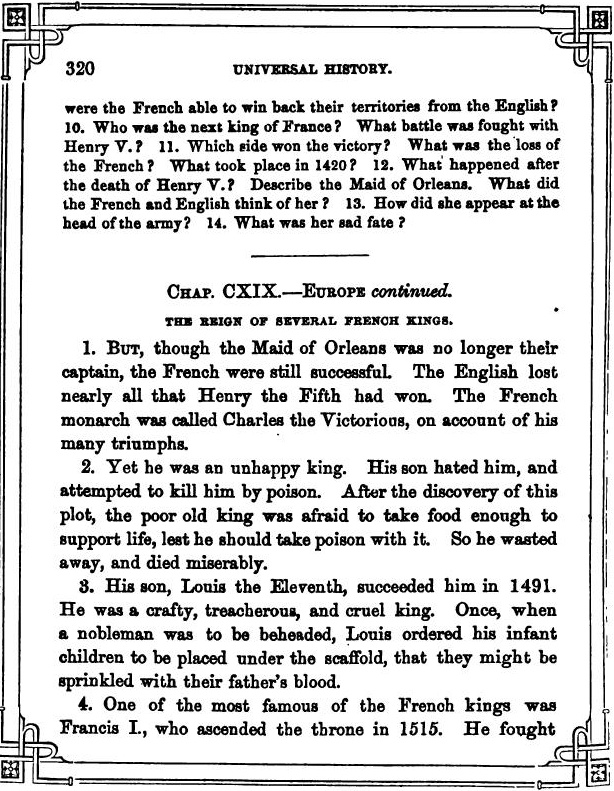 320 UNIVERSAL HISTORY.
were the French able to win back their territories from the English?
10. Who was the next king of France? What battle was fought with
Henry V.? 11. Which side won the victory? What was the loss of
the French? What took place in 1420? 12. What happened after
the death of Henry V.? Describe the Maid of Orleans. What did
the French and English think of her? 13. How did she appear at the
head of the army? 14. What was her sad fate?
CHAP. CXIX.—EUROPE continued.
THE REIGN OF SEVERAL FRENCH KINGS.
1. BUT, though the Maid of Orleans was no longer their
captain, the French were still successful. The English lost
nearly all that Henry the Fifth had won. The French
monarch was called Charles the Victorious, on account of his
many triumphs.
2. Yet he was an unhappy king. His son hated him, and
attempted to kill him by poison. After the discovery of this
plot, the poor old king was afraid to take food enough to
support life, lest he should take poison with it. So he wasted
away, and died miserably.
3. His son, Louis the Eleventh, succeeded him in 1491.
He was a crafty, treacherous, and cruel king. Once, when
a nobleman was to be beheaded, Louis ordered his infant
children to be placed under the scaffold, that they might be
sprinkled with their father's blood.
4. One of the most famous of the French kings was
Francis I., who ascended the throne in 1515. He fought